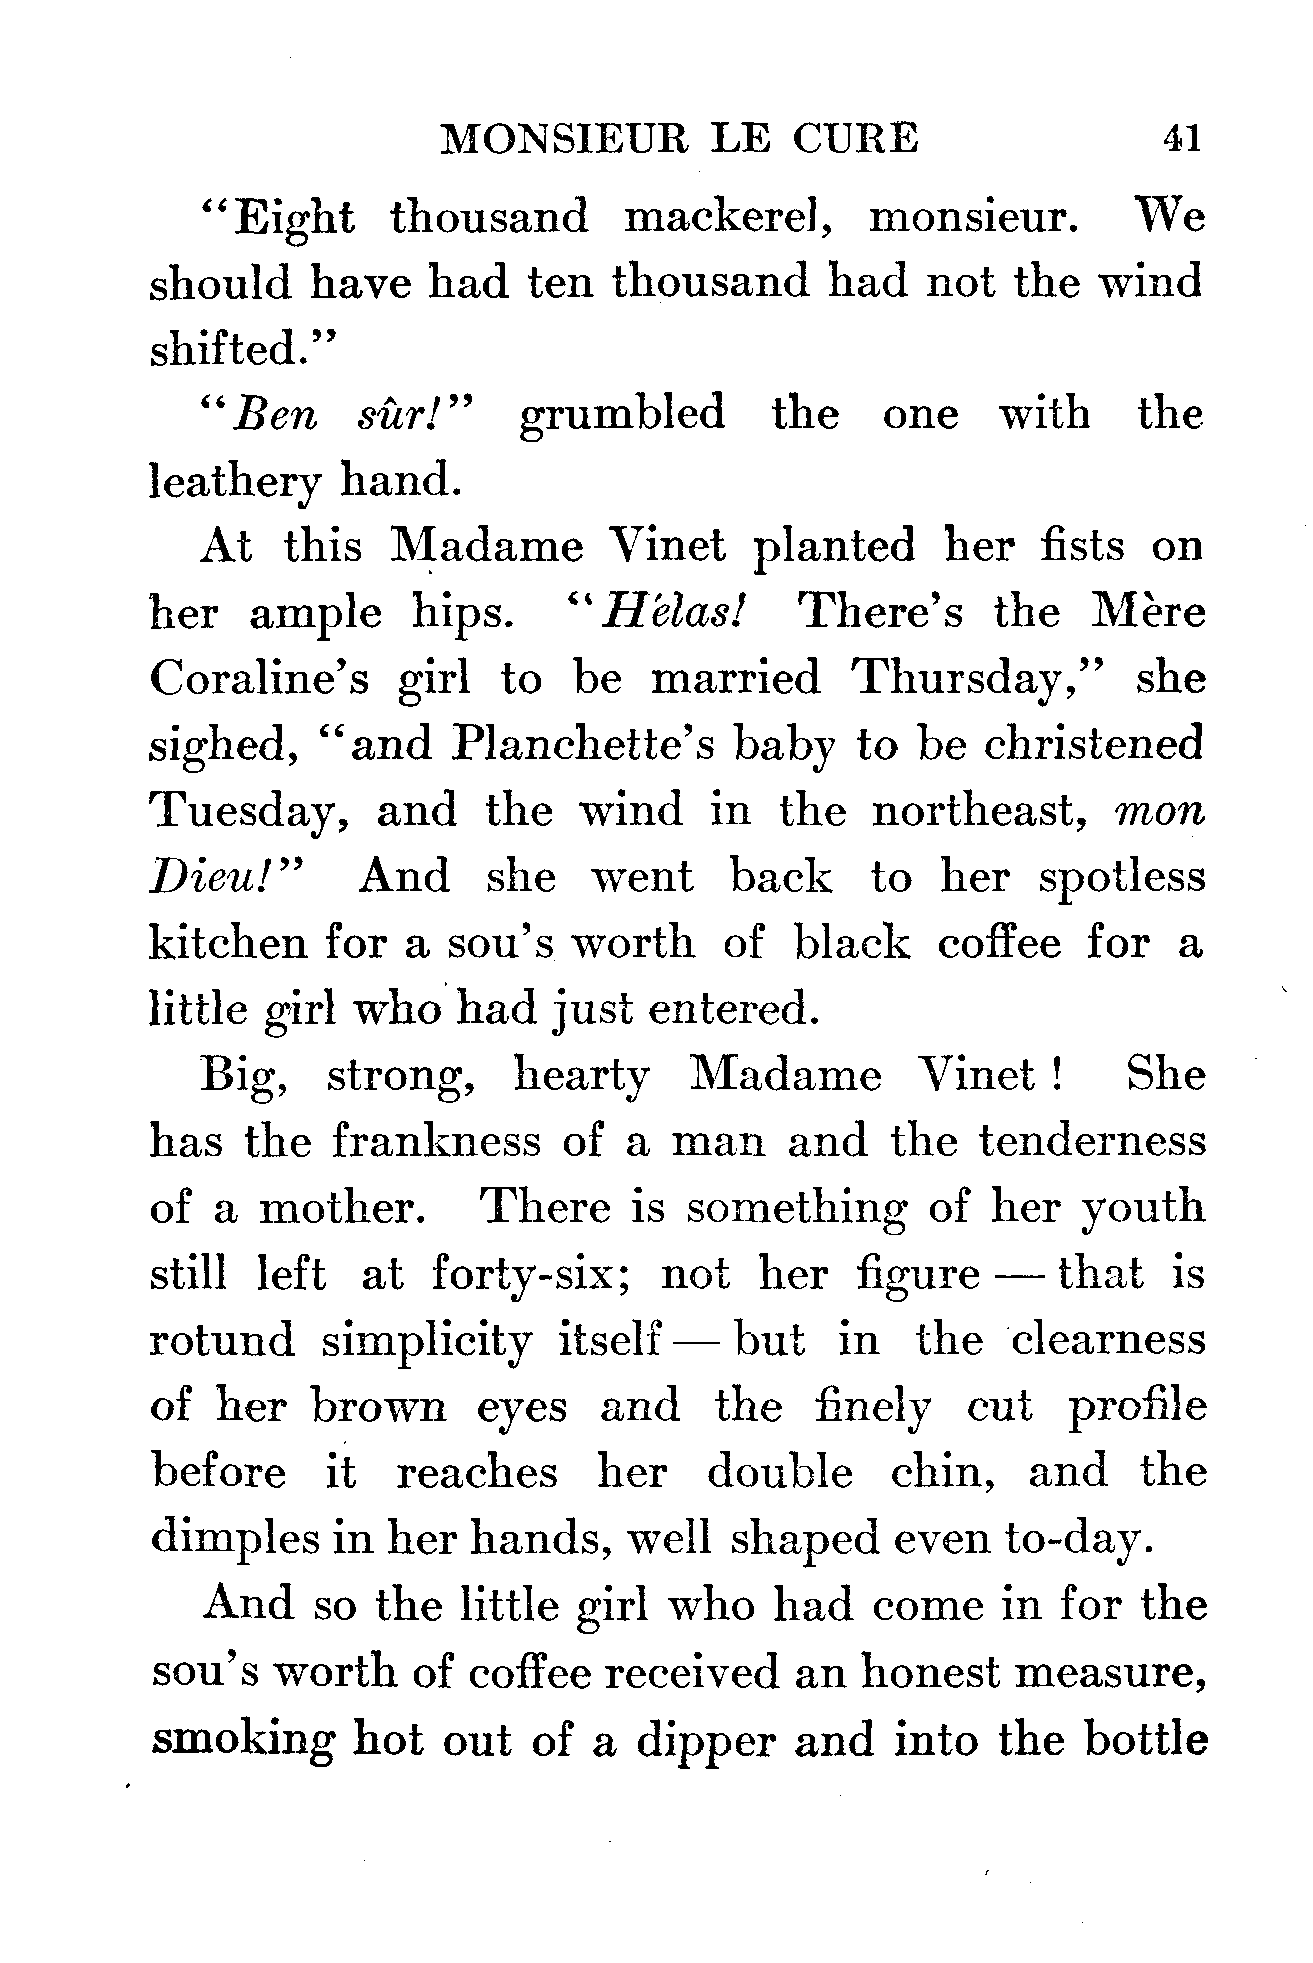 MONSIEUR LE CURE 41
“Eight thousand mackerel, monsieur. We
should have had ten thousand had not the wind
shifted.”
“Ben sûr!” grumbled the one with the
leathery hand.
At this Madame Vinet planted her fists on
her ample hips. “Hélas! There’s the Mère
Coraline’s girl to be married Thursday,” she
sighed, “and Planchette’s baby to be christened
Tuesday, and the wind in the northeast, mon
Dieu!” And she went back to her spotless
kitchen for a sou’s worth of black coffee for a
little girl who had just entered.
Big, strong, hearty Madame Vinet! She
has the frankness of a man and the tenderness
of a mother. There is something of her youth
still left at forty-six; not her figure — that is
rotund simplicity itself — but in the clearness
of her brown eyes and the finely cut profile
before it reaches her double chin, and the
dimples in her hands, well shaped even to-day.
And so the little girl who had come in for the
sou’s worth of coffee received an honest measure,
smoking hot out of a dipper and into the bottle